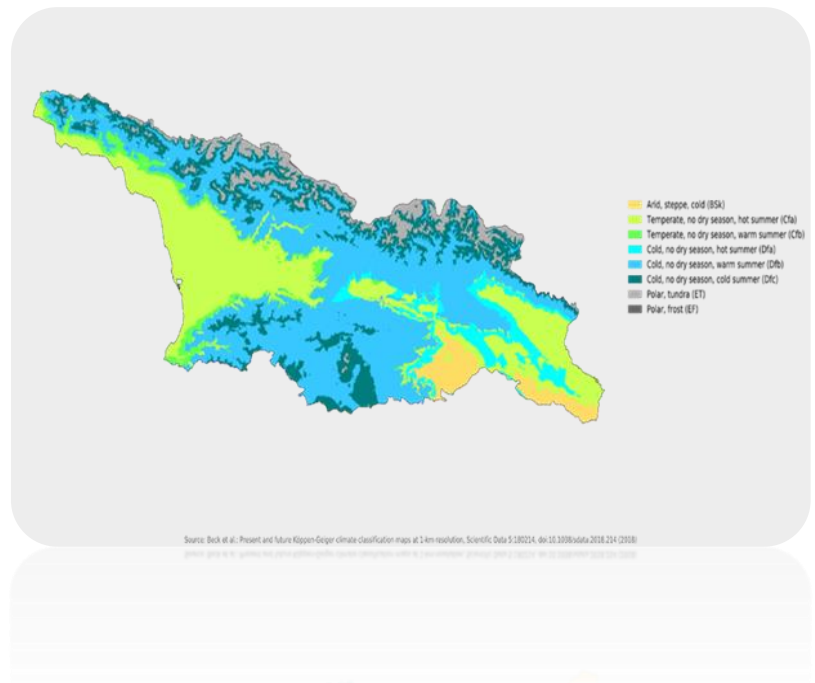 Arid, steppe, cold (BSk)
Temperate, no dry season, hot summer (Cfa)
Temperate, no dry season, warm summer (Cfb)
Cold, no dry season, hot summer (Dfa)
Cold, no dry season, warm summer (Dfb)
Cold, no dry season, cold summer (Dfc)
Polar, tundra (ET)
Polar, frost (EF)
Source: Beck et al.: Present and future Köppen-Geiger climate classification maps at 1-km resolution, Scientific Data 5:180214, doi:10.1038/sdata.2018.214 (2018)